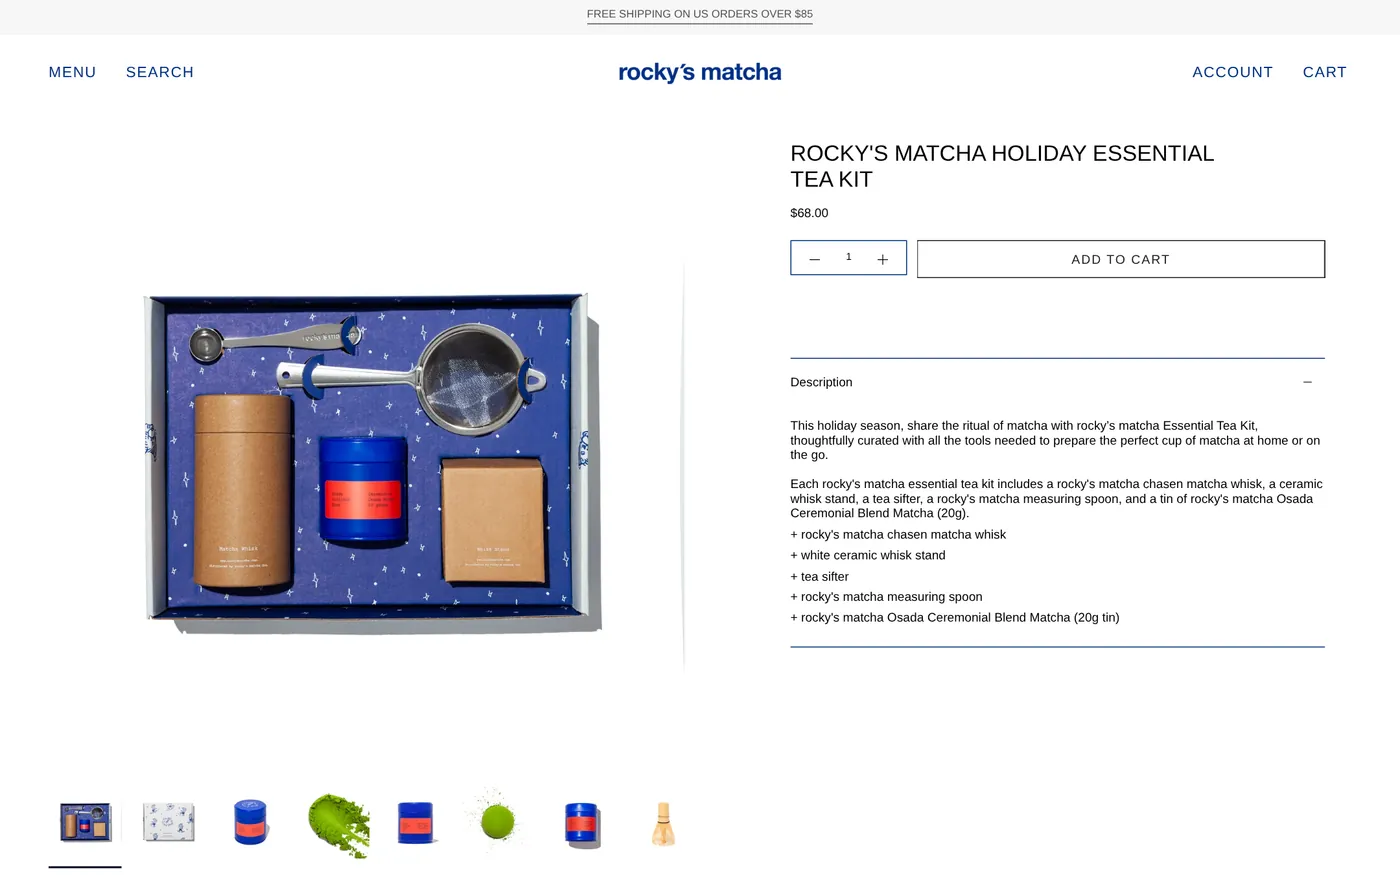 FREE SHIPPING ON US ORDERS OVER $85
MENU
SEARCH
rocky's matcha
ACCOUNT
CART
ROCKY'S MATCHA HOLIDAY ESSENTIAL
TEA KIT
$68.00
1
ADD TO CART
Description
This holiday season, share the ritual of matcha with rocky's matcha Essential Tea Kit,
thoughtfully curated with all the tools needed to prepare the perfect cup of matcha at home or on
the go.
Each rocky's matcha essential tea kit includes a rocky's matcha chasen matcha whisk, a ceramic
whisk stand, a tea sifter, a rocky's matcha measuring spoon, and a tin of rocky's matcha Osada
Ceremonial Blend Matcha (20g).
+ rocky's matcha chasen matcha whisk
+ white ceramic whisk stand
+ tea sifter
+ rocky's matcha measuring spoon
+ rocky's matcha Osada Ceremonial Blend Matcha (20g tin)
Matcha Whisk